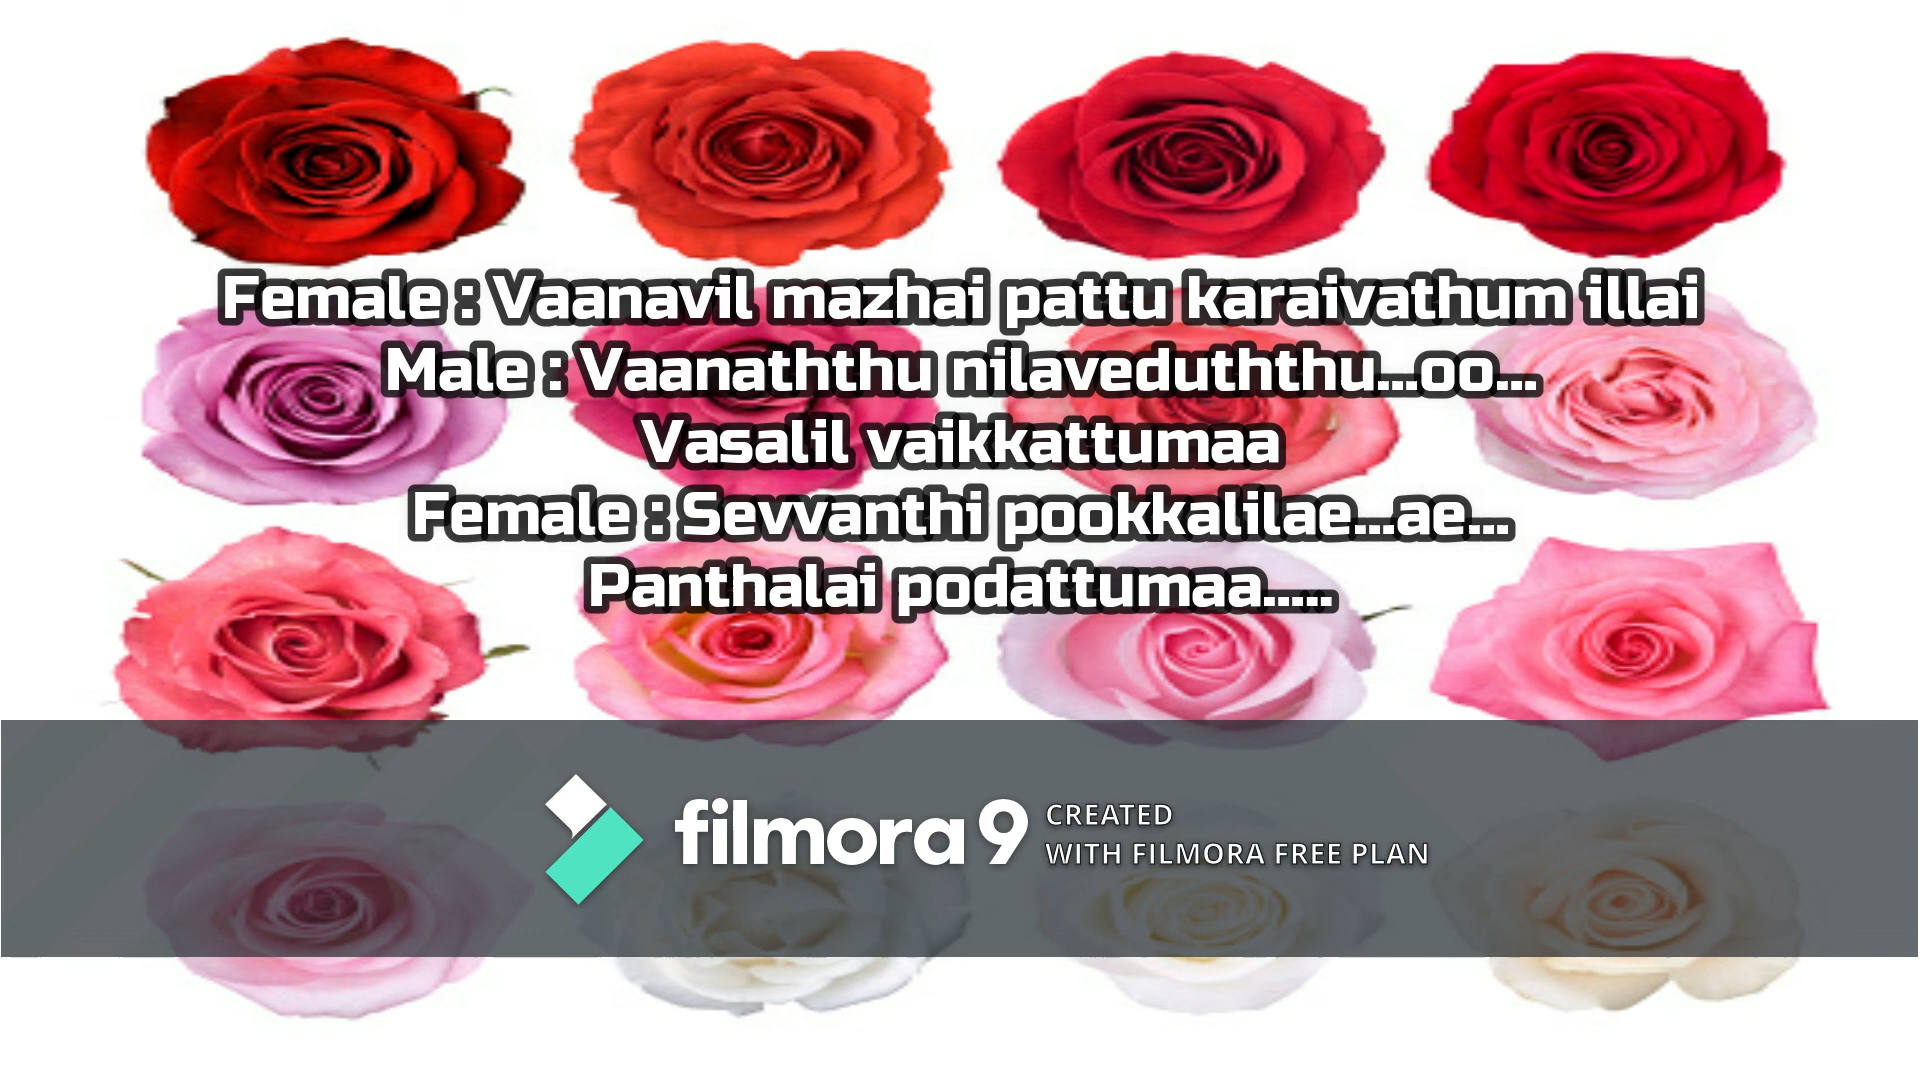 Female : Vaanavil mazhai pattu karaivathum illai
Male : Vaanaththu nilaveduththu...oo...
Vasalil vaikkattumaa
Female : Sevvanthi pookkalilae...ae...
Panthalai podattumaa.....
filmora 9
CREATED
WITH FILMORA FREE PLAN